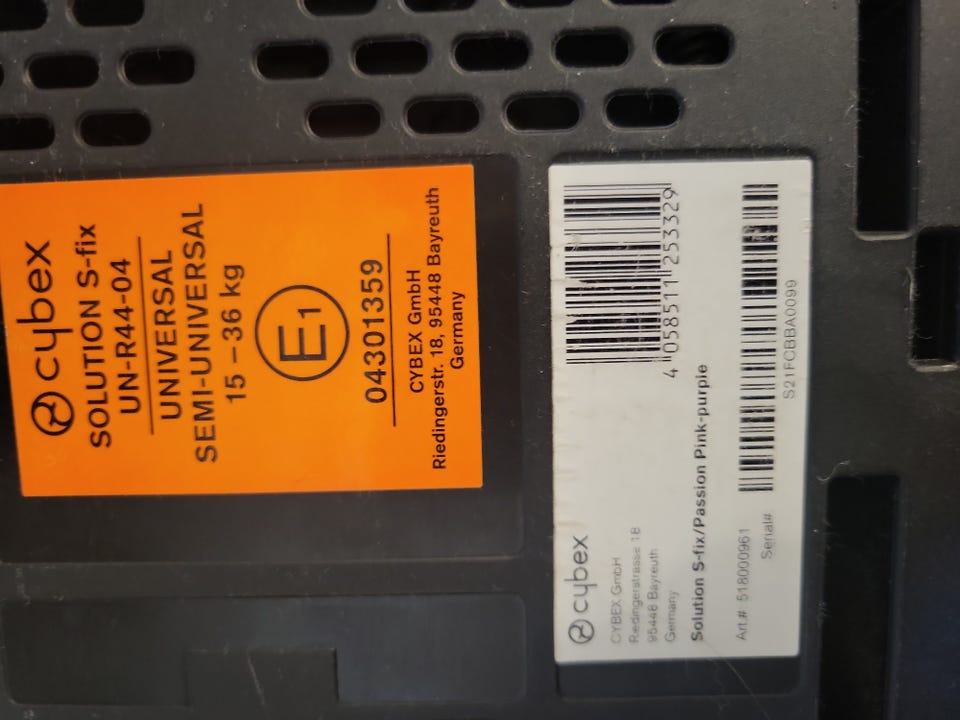 cybex
SOLUTION S-fix
UN-R44-04
UNIVERSAL
SEMI-UNIVERSAL
15 – 36 kg
E1
04301359
CYBEX GmbH
Riedingerstr. 18, 95448 Bayreuth
Germany
cybex
CYBEX GmbH
Riedingerstrasse 18
95448 Bayreuth
Germany
4 058511 253329
Solution S-fix/Passion Pink-purple
Art.# 518000961
Serial#
S21FCBBA0099